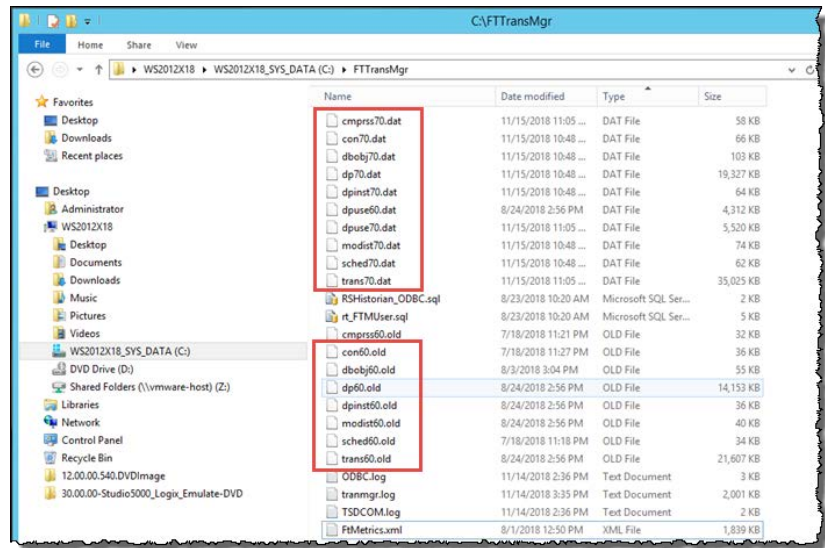 C:\FTTransMgr
File Home Share View
WS2012X18 ▸ WS2012X18_SYS_DATA (C:) ▸ FTTransMgr
Favorites
Desktop
Downloads
Recent places
Desktop
Administrator
WS2012X18
Desktop
Documents
Downloads
Music
Pictures
Videos
WS2012X18_SYS_DATA (C:)
DVD Drive (D:)
Shared Folders (\\vmware-host) (Z:)
Libraries
Network
Control Panel
Recycle Bin
12.00.00.540.DVDImage
30.00.00-Studio5000_Logix_Emulate-DVD
Name Date modified Type Size
cmprss70.dat 11/15/2018 11:05 ... DAT File 58 KB
con70.dat 11/15/2018 10:48 ... DAT File 66 KB
dbobj70.dat 11/15/2018 10:48 ... DAT File 103 KB
dp70.dat 11/15/2018 10:48 ... DAT File 19,327 KB
dpinst70.dat 11/15/2018 10:48 ... DAT File 64 KB
dpuse60.dat 8/24/2018 2:56 PM DAT File 4,312 KB
dpuse70.dat 11/15/2018 11:05 ... DAT File 5,520 KB
modist70.dat 11/15/2018 10:48 ... DAT File 74 KB
sched70.dat 11/15/2018 10:48 ... DAT File 62 KB
trans70.dat 11/15/2018 11:05 ... DAT File 35,025 KB
RSHistorian_ODBC.sql 8/23/2018 10:20 AM Microsoft SQL Ser... 2 KB
rt_FTMUser.sql 8/23/2018 10:20 AM Microsoft SQL Ser... 5 KB
cmprss60.old 7/18/2018 11:21 PM OLD File 32 KB
con60.old 7/18/2018 11:27 PM OLD File 36 KB
dbobj60.old 8/3/2018 3:04 PM OLD File 55 KB
dp60.old 8/24/2018 2:56 PM OLD File 14,153 KB
dpinst60.old 8/24/2018 2:56 PM OLD File 36 KB
modist60.old 8/24/2018 2:56 PM OLD File 40 KB
sched60.old 7/18/2018 11:18 PM OLD File 34 KB
trans60.old 8/24/2018 2:56 PM OLD File 21,607 KB
ODBC.log 11/14/2018 2:36 PM Text Document 3 KB
tranmgr.log 11/14/2018 3:35 PM Text Document 2,001 KB
TSDCOM.log 11/14/2018 2:36 PM Text Document 2 KB
FtMetrics.xml 8/1/2018 12:50 PM XML File 1,839 KB